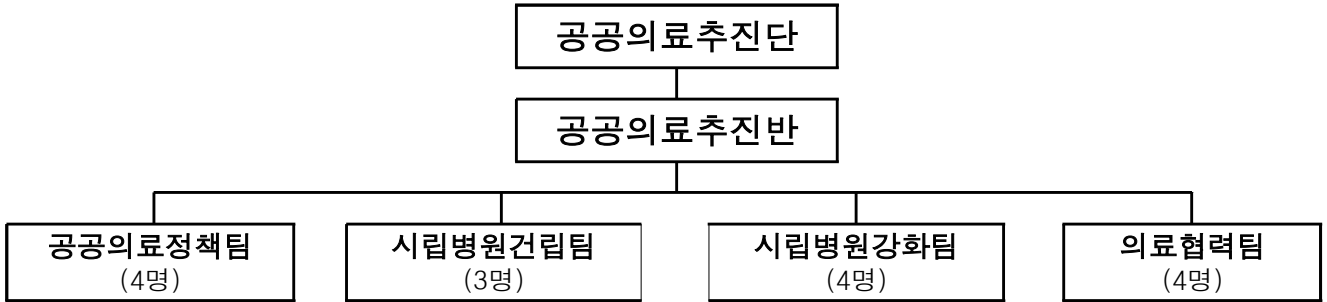 공공의료추진단
공공의료추진반
공공의료정책팀
(4명)
시립병원건립팀
(3명)
시립병원강화팀
(4명)
의료협력팀
(4명)